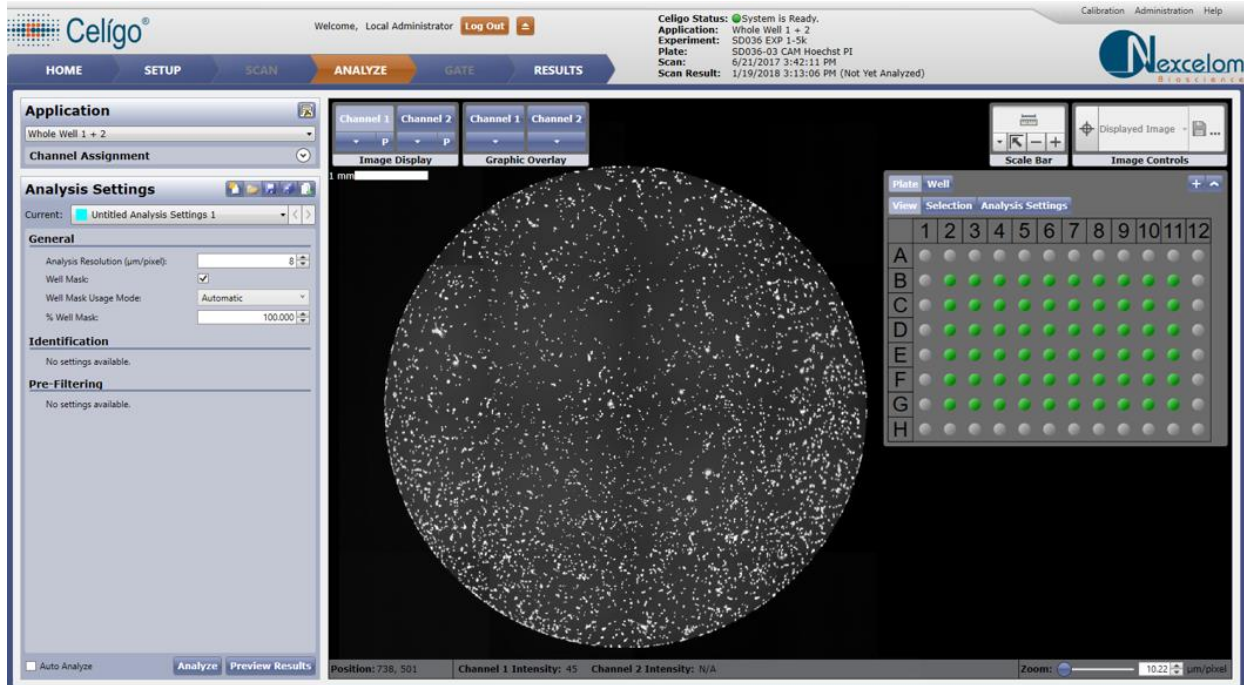 Calibration Administration Help
Celígo®
Welcome, Local Administrator Log Out
Celigo Status: System is Ready.
Application: Whole Well 1 + 2
Experiment: SD036 EXP 1-5k
Plate: SD036-03 CAM Hoechst PI
Scan: 6/21/2017 3:42:11 PM
Scan Result: 1/19/2018 3:13:06 PM (Not Yet Analyzed)
Nexcelom
Bioscience
HOME SETUP SCAN ANALYZE GATE RESULTS
Application
Whole Well 1 + 2
Channel Assignment
Analysis Settings
Current: Untitled Analysis Settings 1
General
Analysis Resolution (µm/pixel): 8
Well Mask:
Well Mask Usage Mode: Automatic
% Well Mask: 100.000
Identification
No settings available.
Pre-Filtering
No settings available.
Auto Analyze Analyze Preview Results
Channel 1 Channel 2
P P
Image Display
Channel 1 Channel 2
Graphic Overlay
1 mm
Scale Bar
Displayed Image ...
Image Controls
Plate Well
View Selection Analysis Settings
1 2 3 4 5 6 7 8 9 10 11 12
A
B
C
D
E
F
G
H
Position: 738, 501 Channel 1 Intensity: 45 Channel 2 Intensity: N/A Zoom: 10.22 µm/pixel